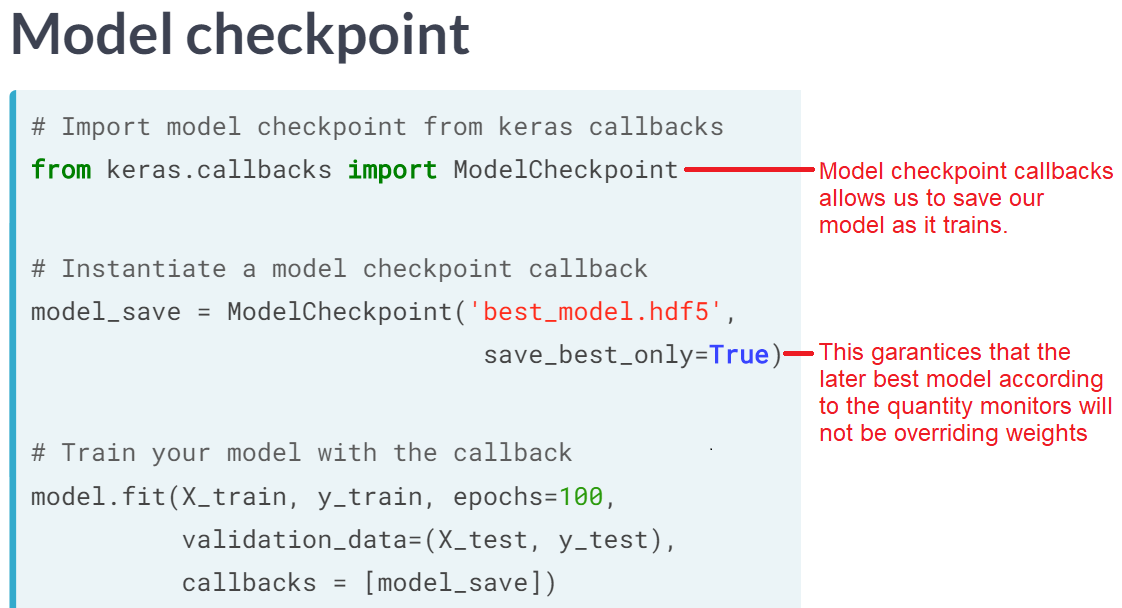 Model checkpoint
# Import model checkpoint from keras callbacks
from keras.callbacks import ModelCheckpoint
Model checkpoint callbacks
allows us to save our
model as it trains.
# Instantiate a model checkpoint callback
model_save = ModelCheckpoint('best_model.hdf5',
save_best_only=True)
This garantices that the
later best model according
to the quantity monitors will
not be overriding weights
# Train your model with the callback
model.fit(X_train, y_train, epochs=100,
validation_data=(X_test, y_test),
callbacks = [model_save])